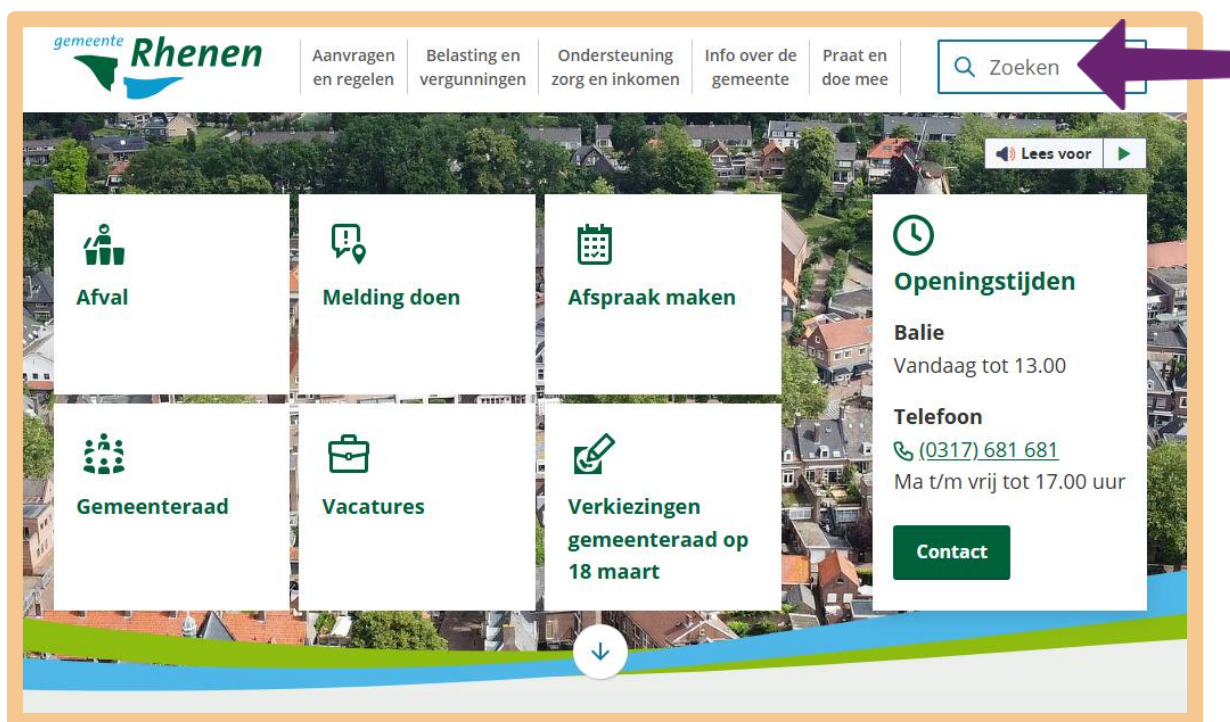 gemeente
Rhenen
Aanvragen
en regelen
Belasting en
vergunningen
Ondersteuning
zorg en inkomen
Info over de
gemeente
Praat en
doe mee
Zoeken
Lees voor
Afval
Melding doen
Afspraak maken
Openingstijden
Balie
Vandaag tot 13.00
Telefoon
(0317) 681 681
Ma t/m vrij tot 17.00 uur
Contact
Gemeenteraad
Vacatures
Verkiezingen
gemeenteraad op
18 maart